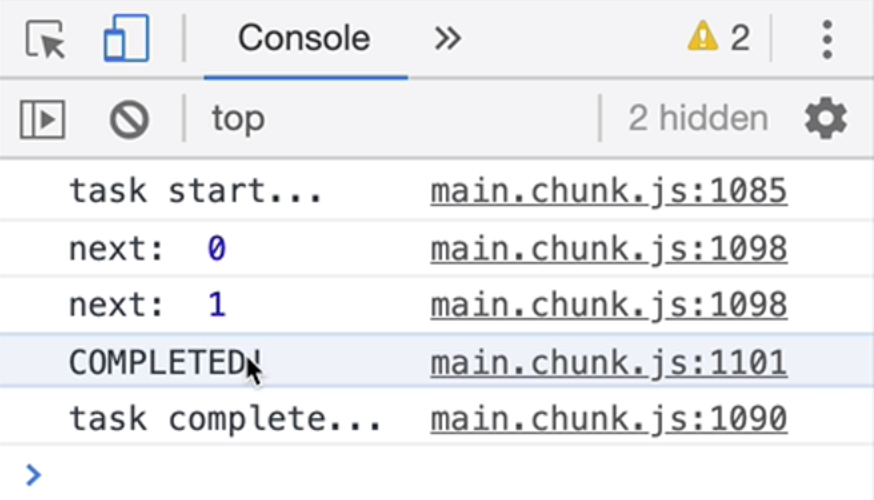 Console » 2
top 2 hidden
task start... main.chunk.js:1085
next: 0 main.chunk.js:1098
next: 1 main.chunk.js:1098
COMPLETED! main.chunk.js:1101
task complete... main.chunk.js:1090
>